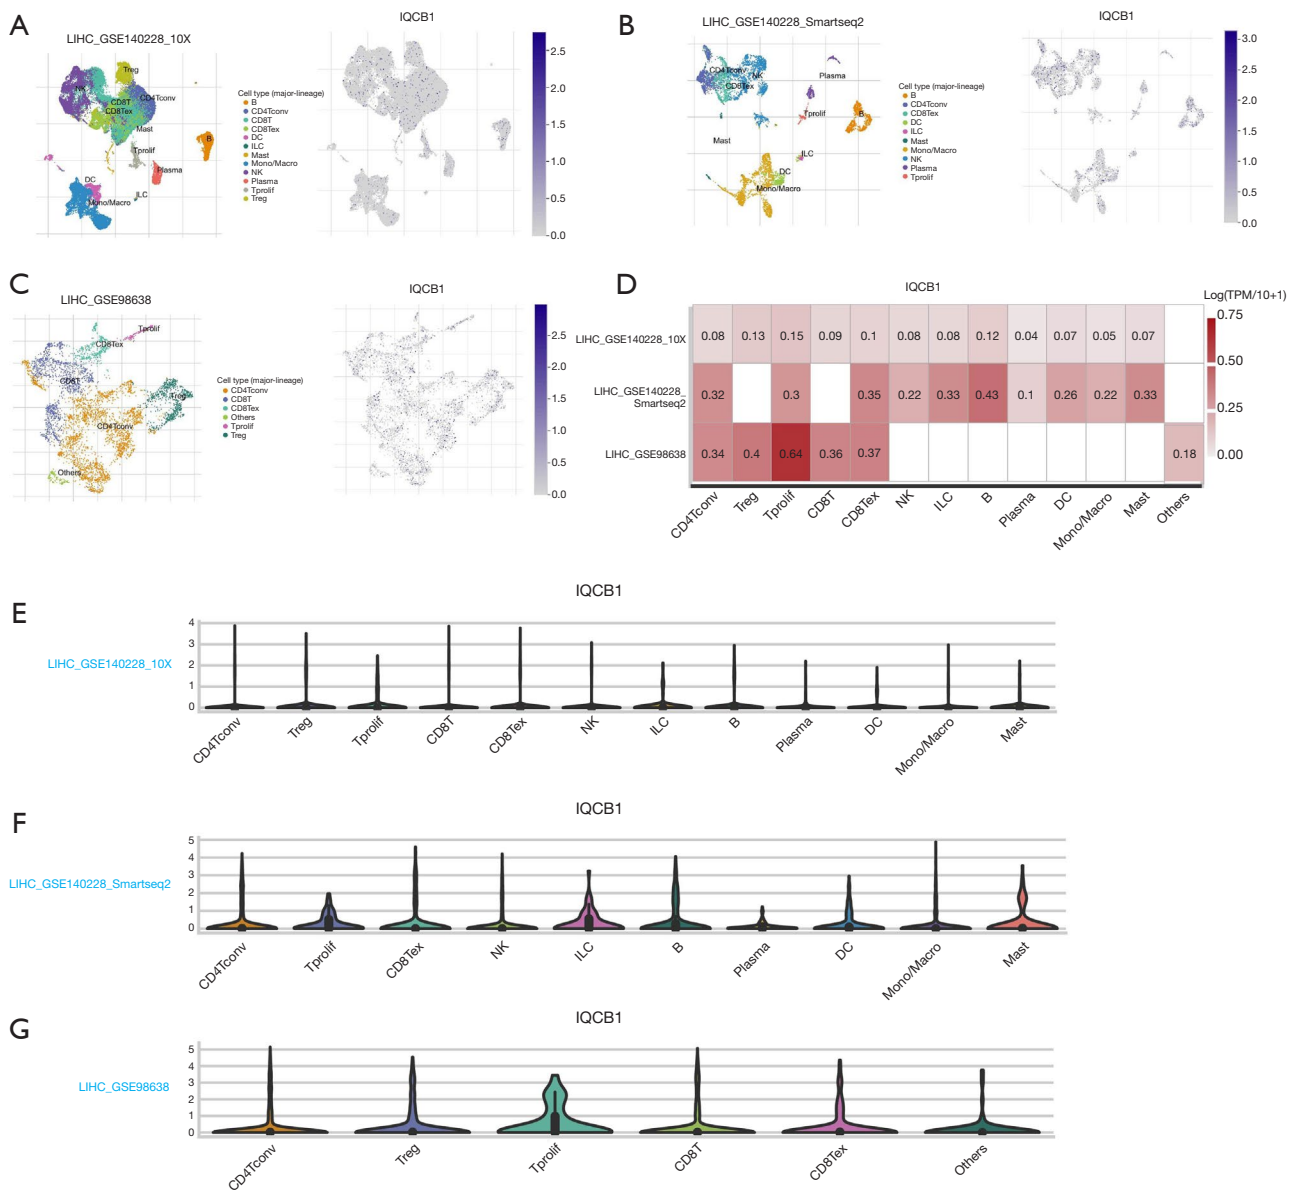 A
LIHC_GSE140228_10X
Treg
NK
CD4Tconv
CD8T
CD8Tex
Mast
Tprolif
B
Plasma
DC
ILC
Mono/Macro
Cell type (major-lineage)
B
CD4Tconv
CD8T
CD8Tex
DC
ILC
Mast
Mono/Macro
NK
Plasma
Tprolif
Treg
IQCB1
2.5
2.0
1.5
1.0
0.5
0.0
B
LIHC_GSE140228_Smartseq2
CD4Tconv
NK
CD8Tex
Plasma
Tprolif
B
Mast
ILC
DC
Mono/Macro
Cell type (major-lineage)
B
CD4Tconv
CD8Tex
DC
ILC
Mast
Mono/Macro
NK
Plasma
Tprolif
IQCB1
3.0
2.5
2.0
1.5
1.0
0.5
0.0
C
LIHC_GSE98638
Tprolif
CD8Tex
CD8T
Treg
CD4Tconv
Others
Cell type (major-lineage)
CD4Tconv
CD8T
CD8Tex
Others
Tprolif
Treg
IQCB1
2.5
2.0
1.5
1.0
0.5
0.0
D
IQCB1
Log(TPM/10+1)
0.75
0.50
0.25
0.00
LIHC_GSE140228_10X
0.08 0.13 0.15 0.09 0.1 0.08 0.08 0.12 0.04 0.07 0.05 0.07
LIHC_GSE140228_
Smartseq2
0.32 0.3 0.35 0.22 0.33 0.43 0.1 0.26 0.22 0.33
LIHC_GSE98638
0.34 0.4 0.64 0.36 0.37 0.18
CD4Tconv Treg Tprolif CD8T CD8Tex NK ILC B Plasma DC Mono/Macro Mast Others
E
IQCB1
LIHC_GSE140228_10X
4
3
2
1
0
CD4Tconv Treg Tprolif CD8T CD8Tex NK ILC B Plasma DC Mono/Macro Mast
F
IQCB1
LIHC_GSE140228_Smartseq2
5
4
3
2
1
0
CD4Tconv Tprolif CD8Tex NK ILC B Plasma DC Mono/Macro Mast
G
IQCB1
LIHC_GSE98638
5
4
3
2
1
0
CD4Tconv Treg Tprolif CD8T CD8Tex Others